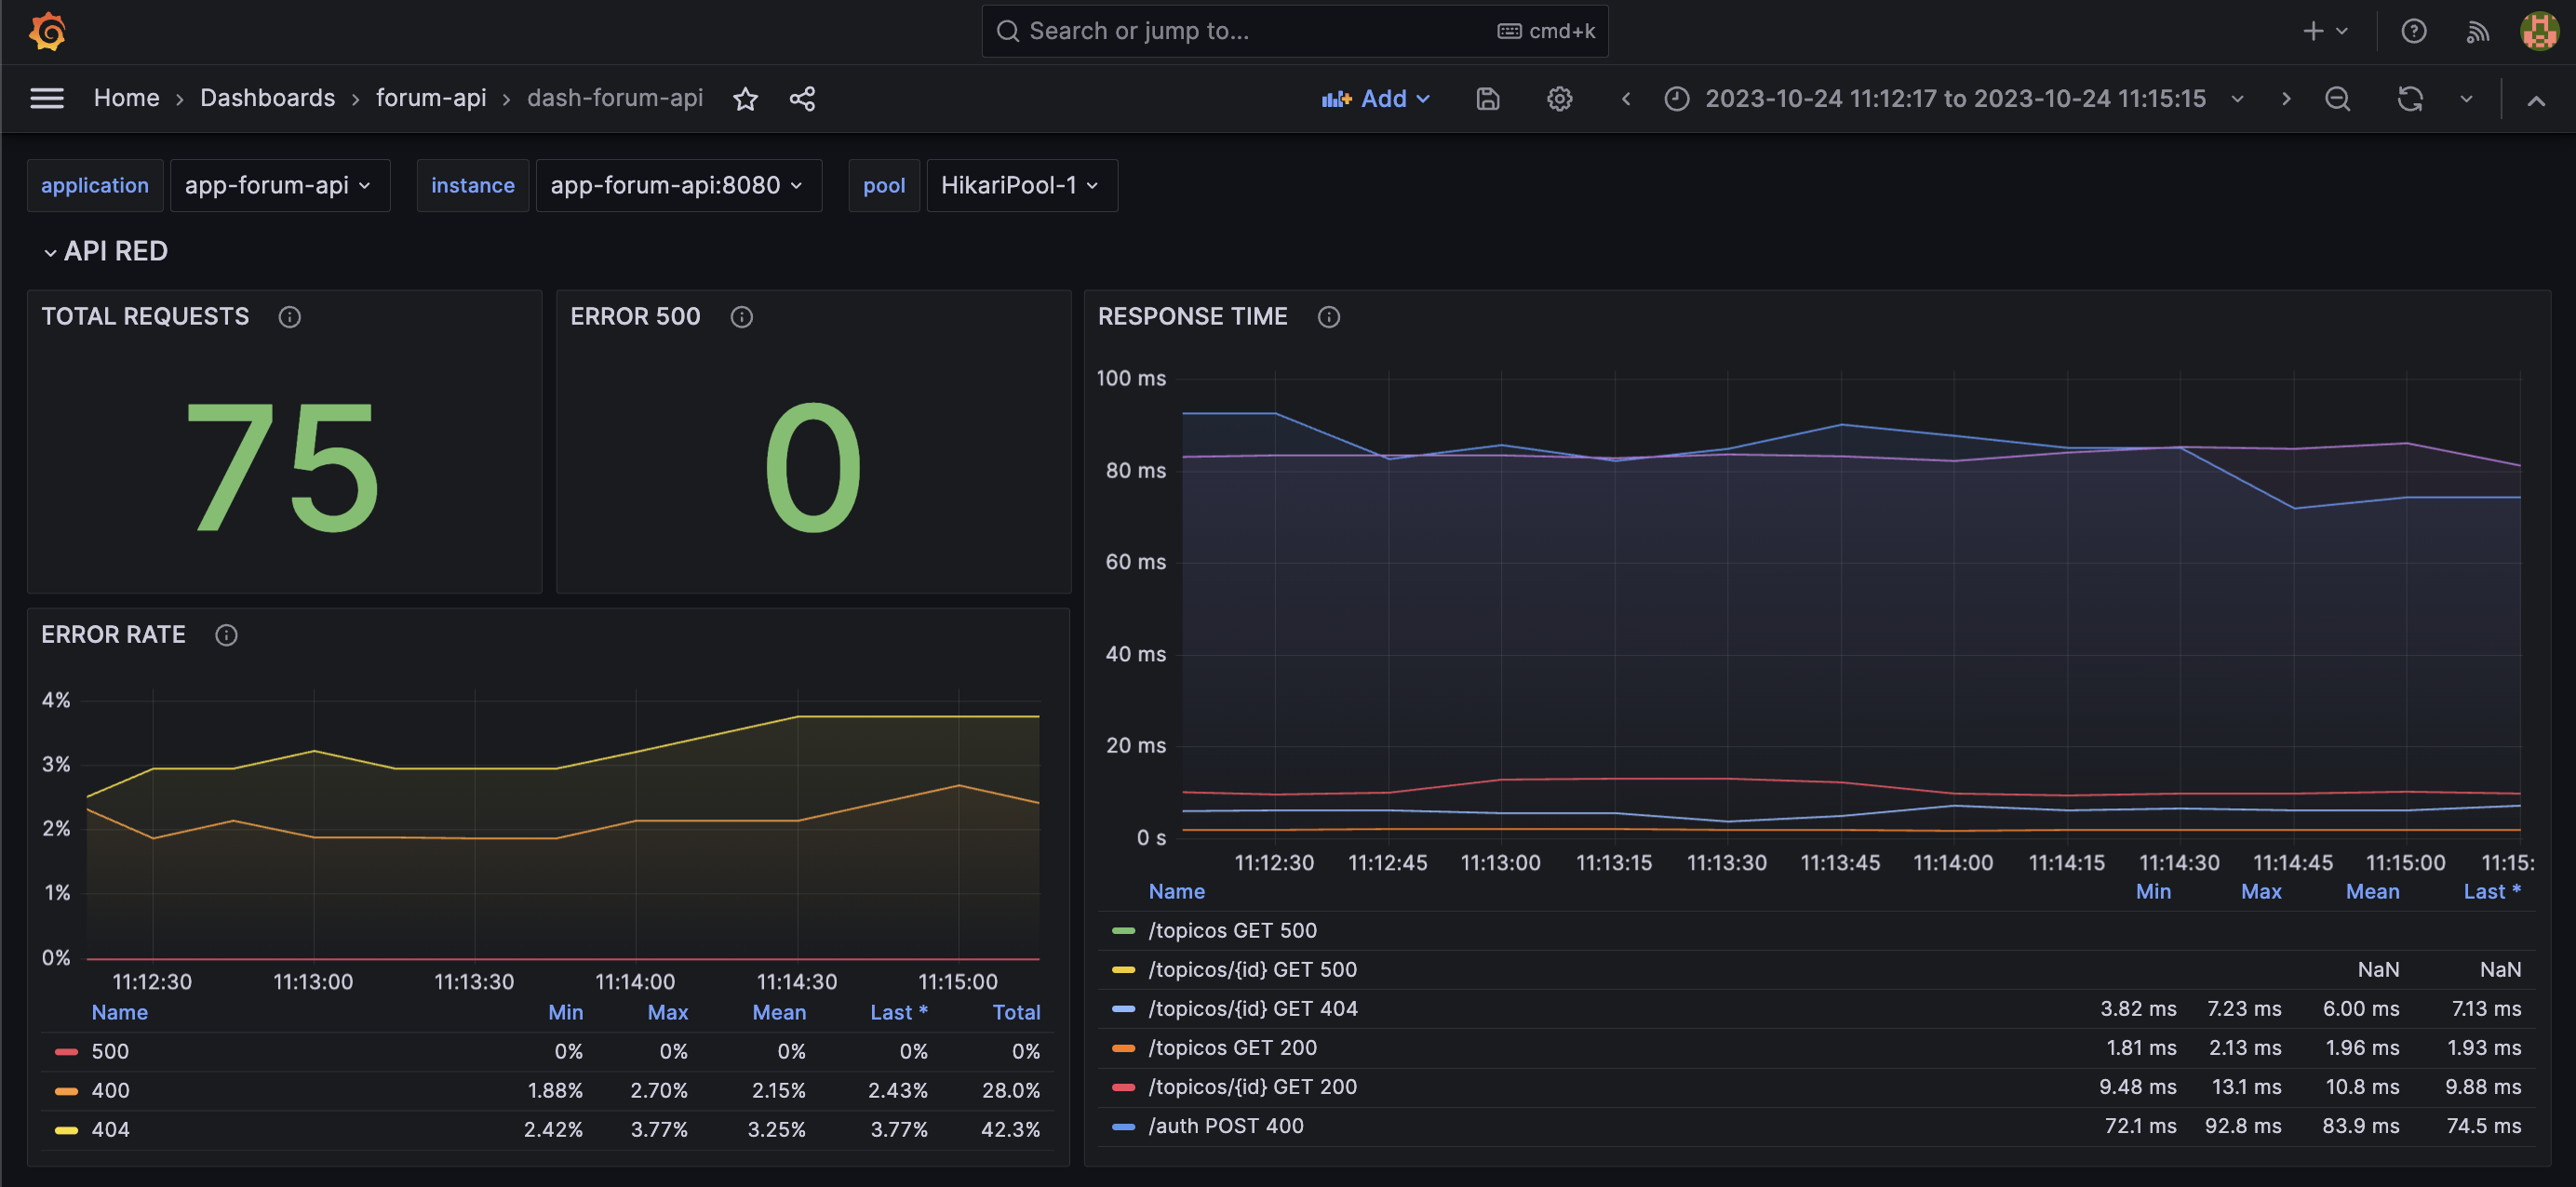 Search or jump to...
cmd+k
Home › Dashboards › forum-api › dash-forum-api
Add
2023-10-24 11:12:17 to 2023-10-24 11:15:15
application app-forum-api instance app-forum-api:8080 pool HikariPool-1
API RED
TOTAL REQUESTS
75
ERROR 500
0
ERROR RATE
4%
3%
2%
1%
0%
11:12:30 11:13:00 11:13:30 11:14:00 11:14:30 11:15:00
Name Min Max Mean Last * Total
500 0% 0% 0% 0% 0%
400 1.88% 2.70% 2.15% 2.43% 28.0%
404 2.42% 3.77% 3.25% 3.77% 42.3%
RESPONSE TIME
100 ms
80 ms
60 ms
40 ms
20 ms
0 s
11:12:30 11:12:45 11:13:00 11:13:15 11:13:30 11:13:45 11:14:00 11:14:15 11:14:30 11:14:45 11:15:00 11:15:
Name Min Max Mean Last *
/topicos GET 500
/topicos/{id} GET 500 NaN NaN
/topicos/{id} GET 404 3.82 ms 7.23 ms 6.00 ms 7.13 ms
/topicos GET 200 1.81 ms 2.13 ms 1.96 ms 1.93 ms
/topicos/{id} GET 200 9.48 ms 13.1 ms 10.8 ms 9.88 ms
/auth POST 400 72.1 ms 92.8 ms 83.9 ms 74.5 ms